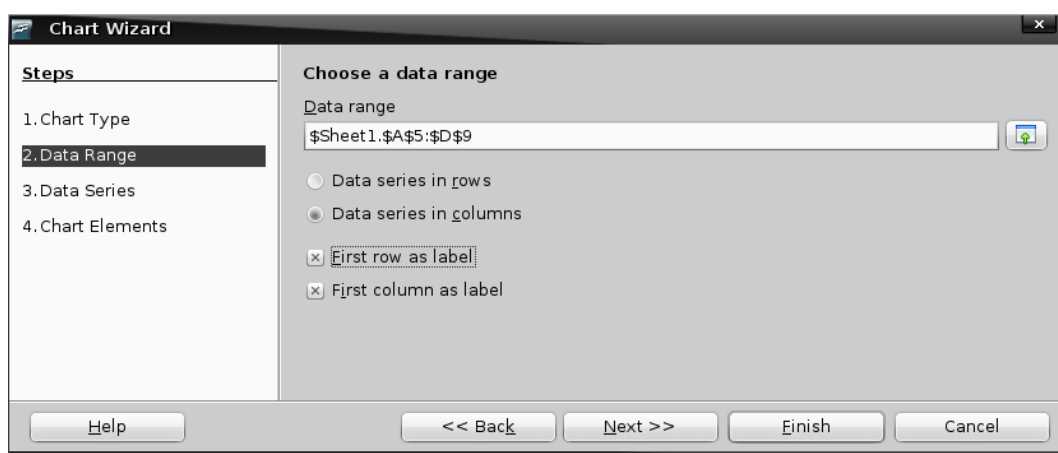 Chart Wizard
Steps
1.Chart Type
2.Data Range
3.Data Series
4.Chart Elements
Choose a data range
Data range
$Sheet1.$A$5:$D$9
Data series in rows
Data series in columns
First row as label
First column as label
Help
<< Back
Next >>
Finish
Cancel